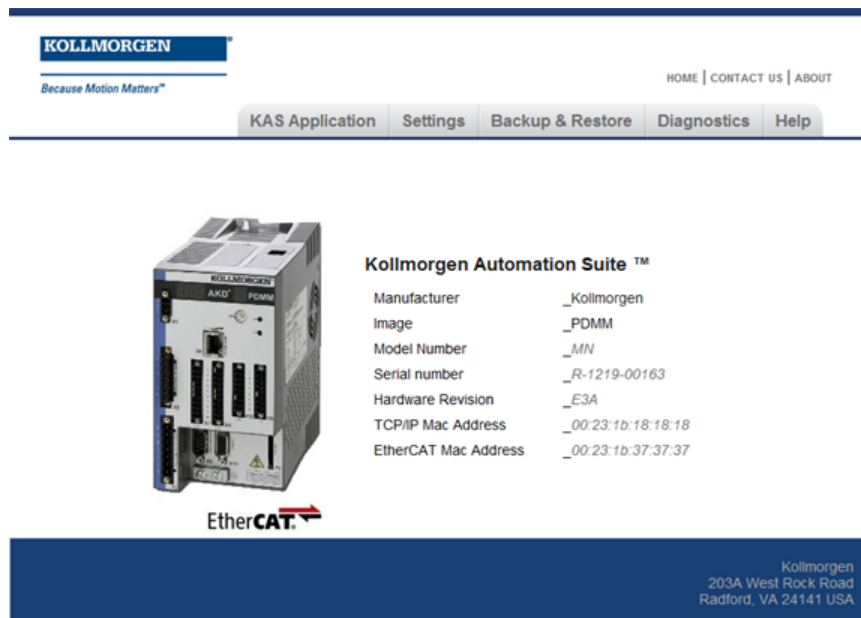 KOLLMORGEN
Because Motion Matters™
HOME | CONTACT US | ABOUT
KAS Application Settings Backup & Restore Diagnostics Help
KOLLMORGEN
AKD PDMM
Kollmorgen Automation Suite ™
Manufacturer _Kollmorgen
Image _PDMM
Model Number _MN
Serial number _R-1219-00163
Hardware Revision _E3A
TCP/IP Mac Address _00:23:1b:18:18:18
EtherCAT Mac Address _00:23:1b:37:37:37
EtherCAT.
Kollmorgen
203A West Rock Road
Radford, VA 24141 USA